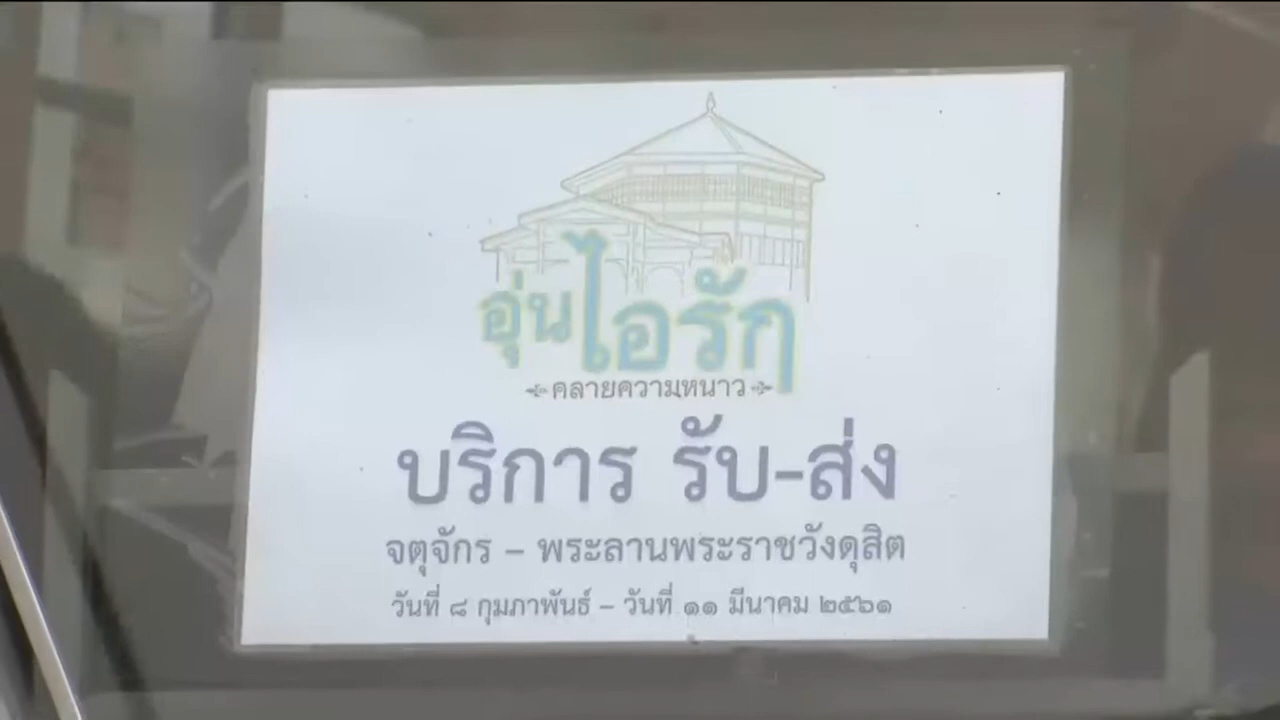 อุ่นไอรัก
คลายความหนาว
บริการ รับ-ส่ง
จตุจักร – พระลานพระราชวังดุสิต
วันที่ ๘ กุมภาพันธ์ – วันที่ ๑๑ มีนาคม ๒๕๖๑